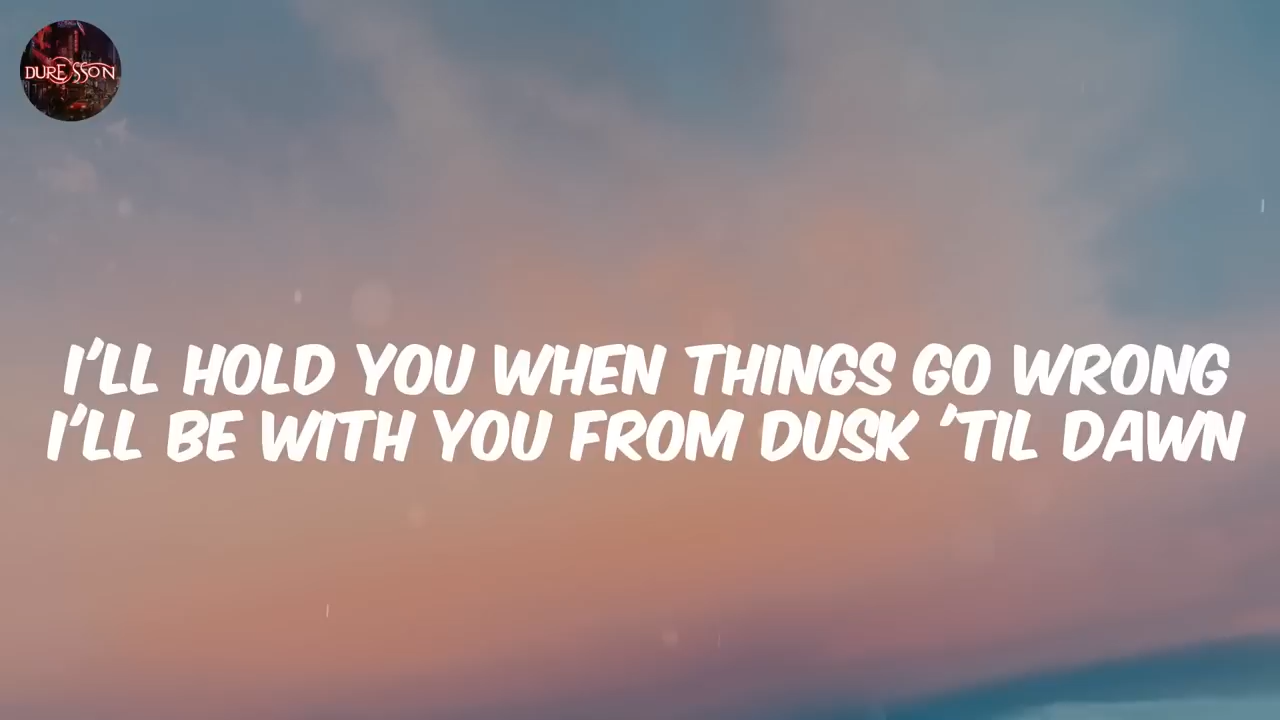 DURESSON
I'LL HOLD YOU WHEN THINGS GO WRONG
I'LL BE WITH YOU FROM DUSK 'TIL DAWN